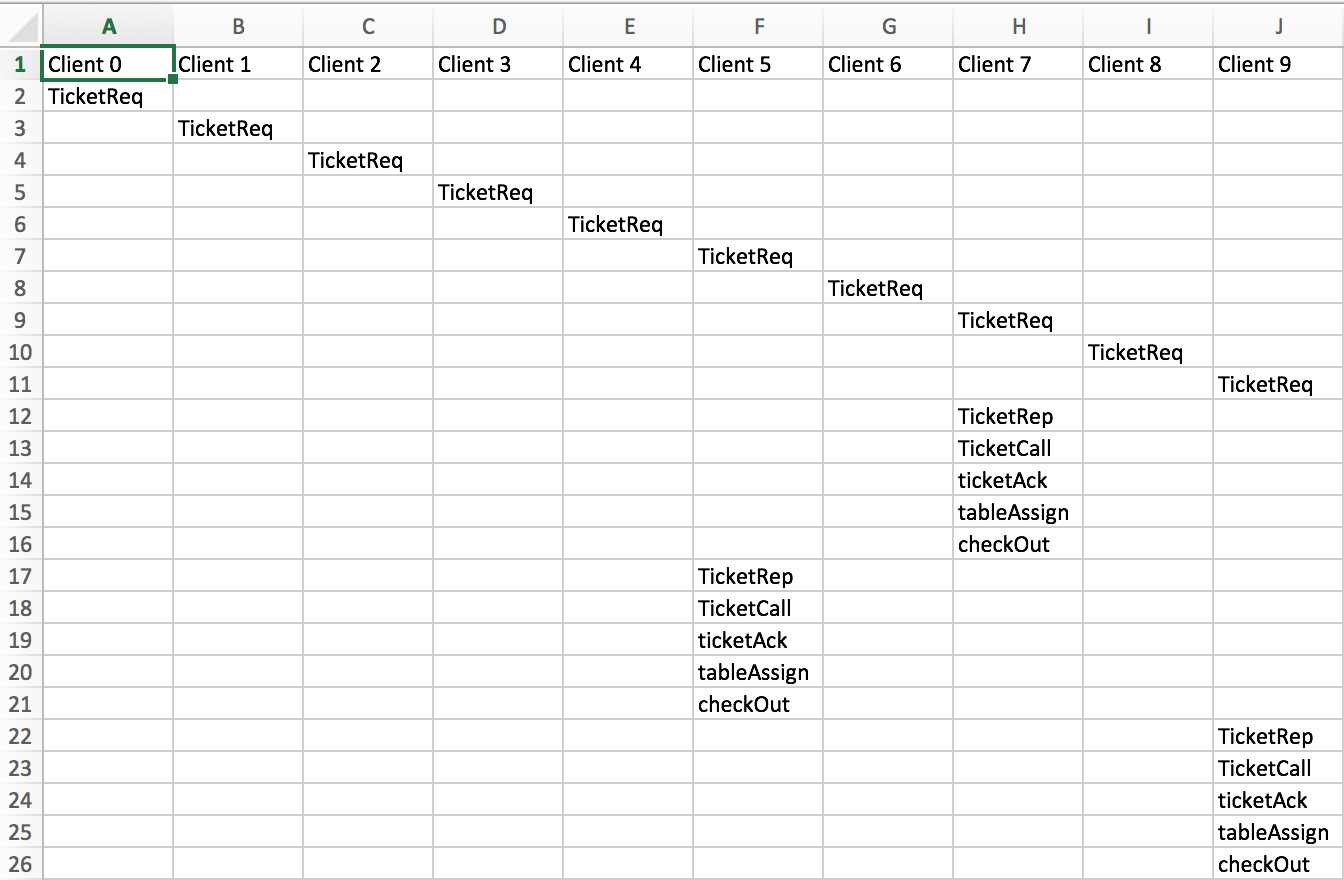 A B C D E F G H I J
1 Client 0 Client 1 Client 2 Client 3 Client 4 Client 5 Client 6 Client 7 Client 8 Client 9
2 TicketReq
3 TicketReq
4 TicketReq
5 TicketReq
6 TicketReq
7 TicketReq
8 TicketReq
9 TicketReq
10 TicketReq
11 TicketReq
12 TicketRep
13 TicketCall
14 ticketAck
15 tableAssign
16 checkOut
17 TicketRep
18 TicketCall
19 ticketAck
20 tableAssign
21 checkOut
22 TicketRep
23 TicketCall
24 ticketAck
25 tableAssign
26 checkOut